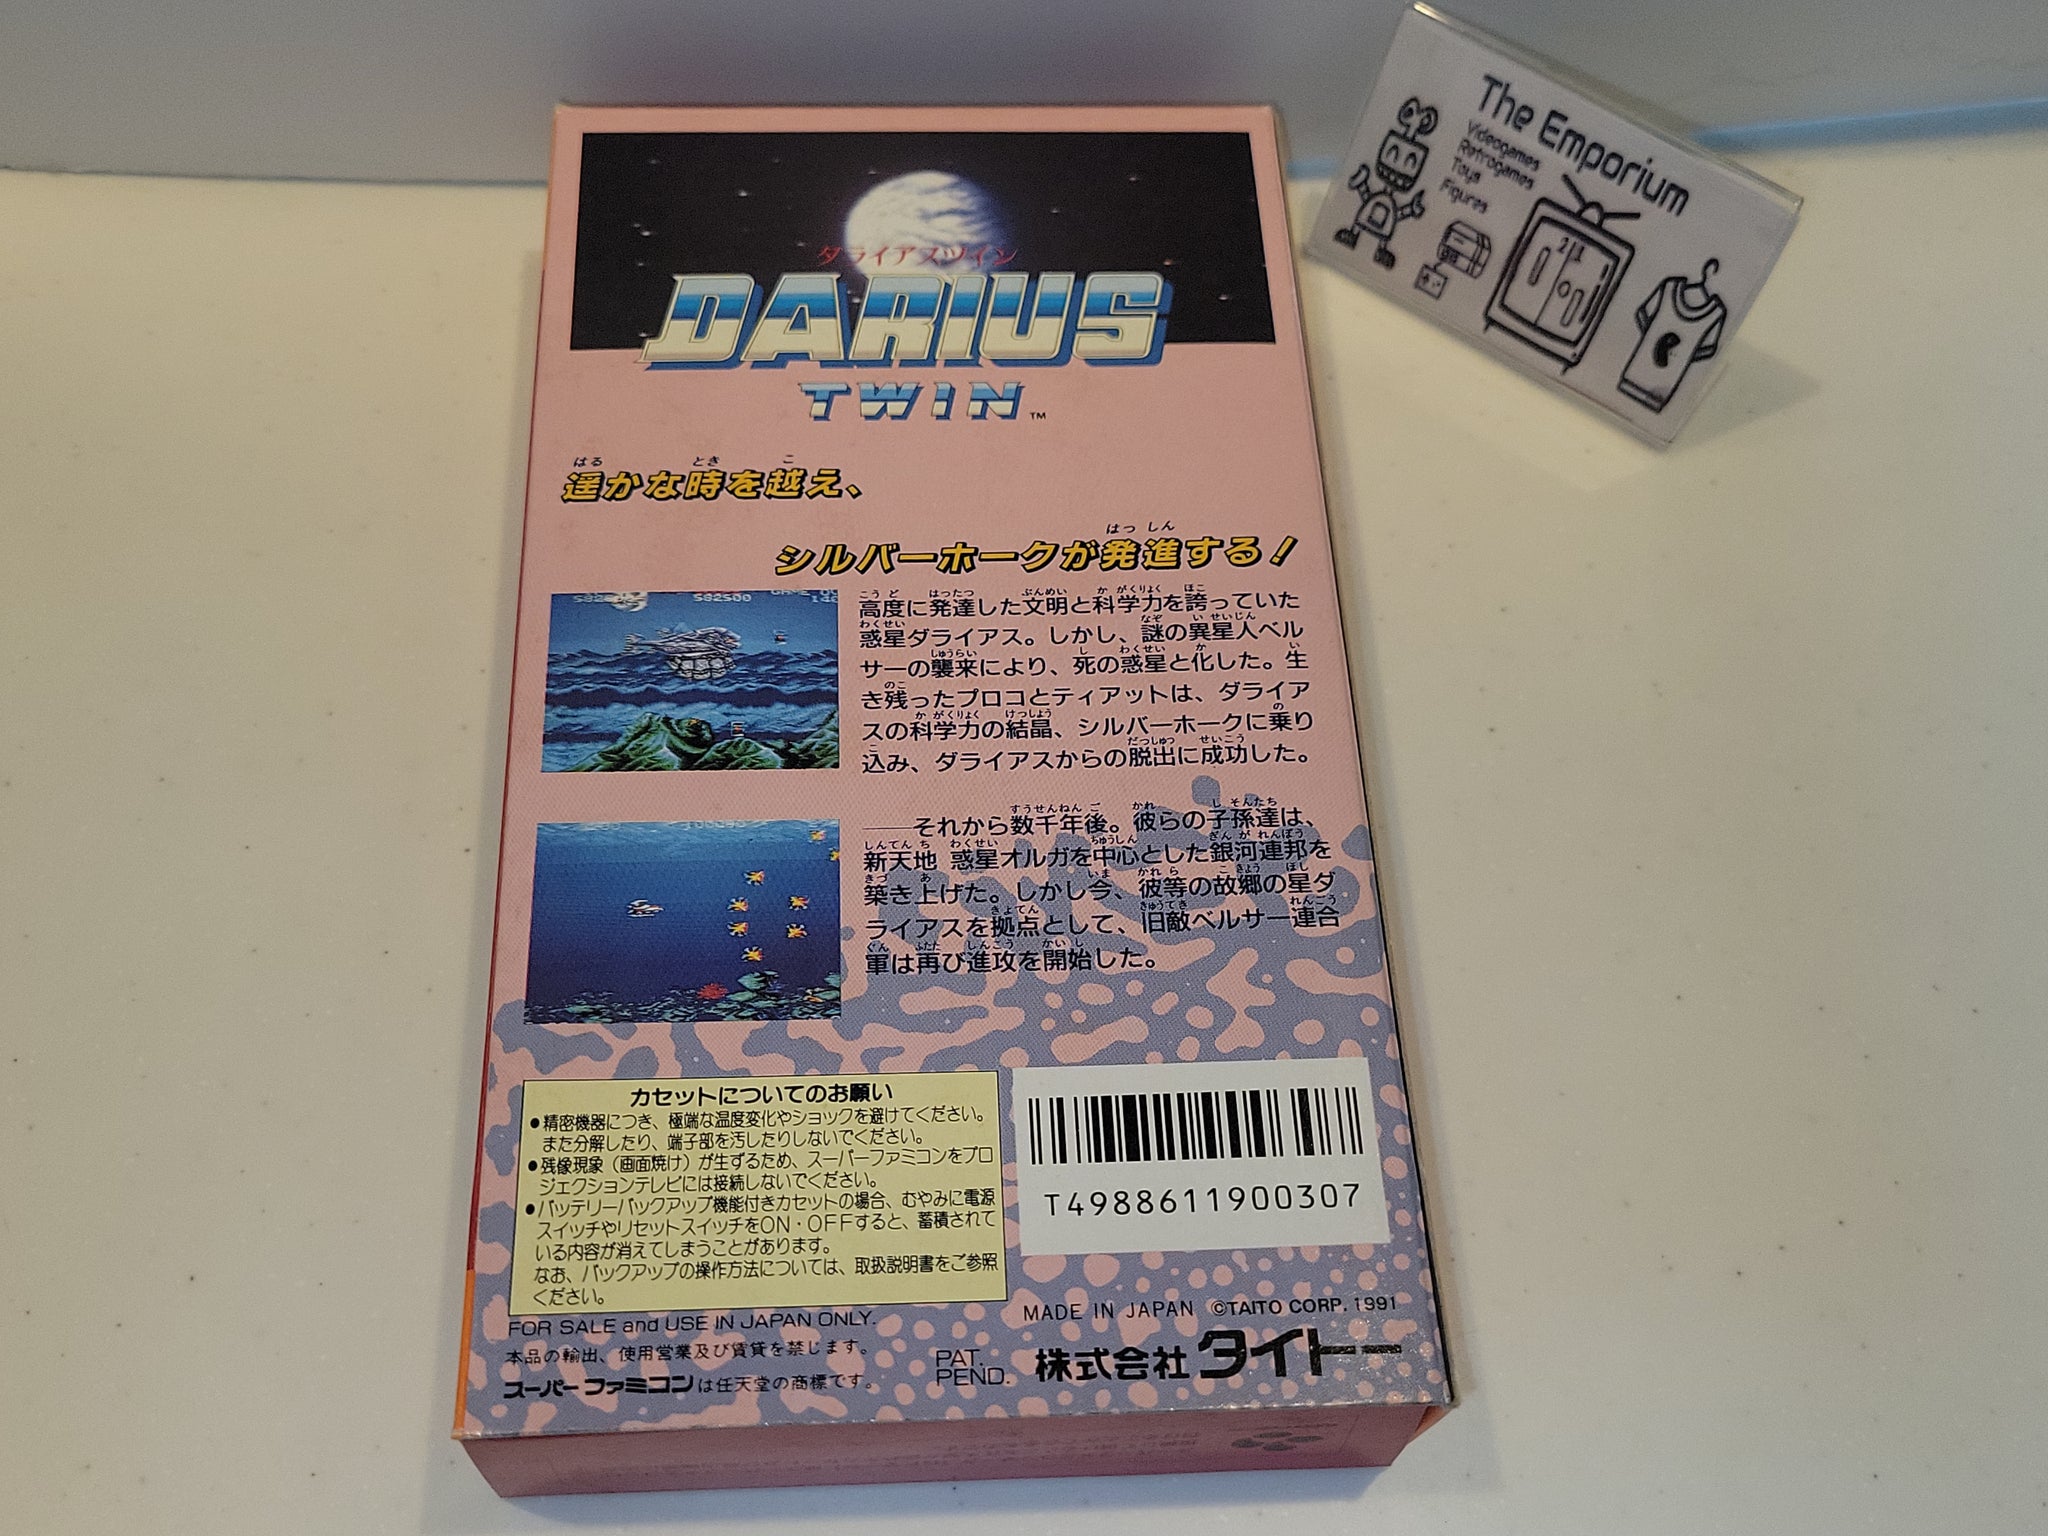 The Emporium
Videogames
Retrogames
Toys
Figures
ダライアスツイン
DARIUS
TWIN™
遥かな時を越え、
シルバーホークが発進する!
582500
高度に発達した文明と科学力を誇っていた
惑星ダライアス。しかし、謎の異星人ベル
サーの襲来により、死の惑星と化した。生
き残ったプロコとティアットは、ダライア
スの科学力の結晶、シルバーホークに乗り
込み、ダライアスからの脱出に成功した。
――それから数千年後。彼らの子孫達は、
新天地 惑星オルガを中心とした銀河連邦を
築き上げた。しかし今、彼等の故郷の星ダ
ライアスを拠点として、旧敵ベルサー連合
軍は再び進攻を開始した。
カセットについてのお願い
●精密機器につき、極端な温度変化やショックを避けてください。
また分解したり、端子部を汚したりしないでください。
●残像現象(画面焼け)が生ずるため、スーパーファミコンをプロ
ジェクションテレビには接続しないでください。
●バッテリーバックアップ機能付きカセットの場合、むやみに電源
スイッチやリセットスイッチをON・OFFすると、蓄積されて
いる内容が消えてしまうことがあります。
なお、バックアップの操作方法については、取扱説明書をご参照
ください。
T4988611900307
FOR SALE and USE IN JAPAN ONLY.
本品の輸出、使用営業及び賃貸を禁じます。
スーパーファミコンは任天堂の商標です。
PAT.
PEND.
MADE IN JAPAN ©TAITO CORP. 1991
株式会社タイトー